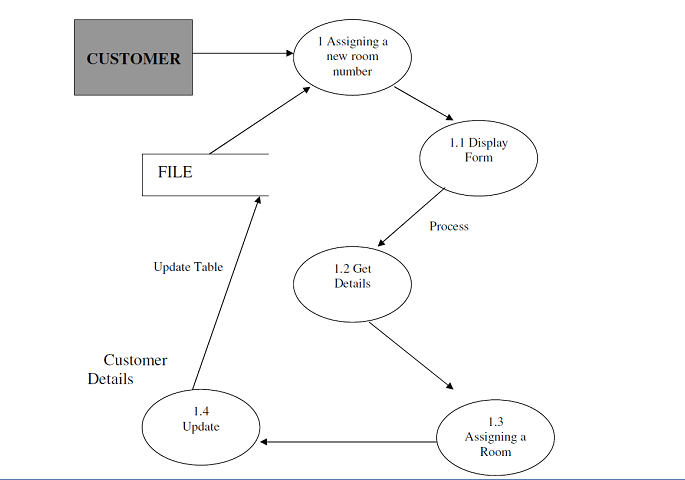 CUSTOMER
1 Assigning a
new room
number
1.1 Display
Form
FILE
Process
Update Table
1.2 Get
Details
Customer
Details
1.4
Update
1.3
Assigning a
Room